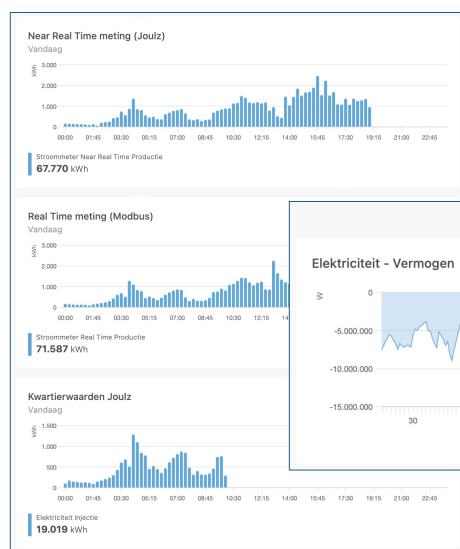 Near Real Time meting (Joulz)
Vandaag
kWh
3.000
2.000
1.000
0
00:00 01:45 03:30 05:15 07:00 08:45 10:30 12:15 14:00 15:45 17:30 19:15 21:00 22:45
Stroommeter Near Real Time Productie
67.770 kWh
Real Time meting (Modbus)
Vandaag
kWh
3.000
2.000
1.000
0
00:00 01:45 03:30 05:15 07:00 08:45 10:30 12:15 14
Stroommeter Real Time Productie
71.587 kWh
Elektriciteit - Vermogen
W
0
-5.000.000
-10.000.000
-15.000.000
30
Kwartierwaarden Joulz
Vandaag
kWh
1.500
1.000
500
0
00:00 01:45 03:30 05:15 07:00 08:45 10:30 12:15 14:00 15:45 17:30 19:15 21:00 22:45
Elektriciteit Injectie
19.019 kWh